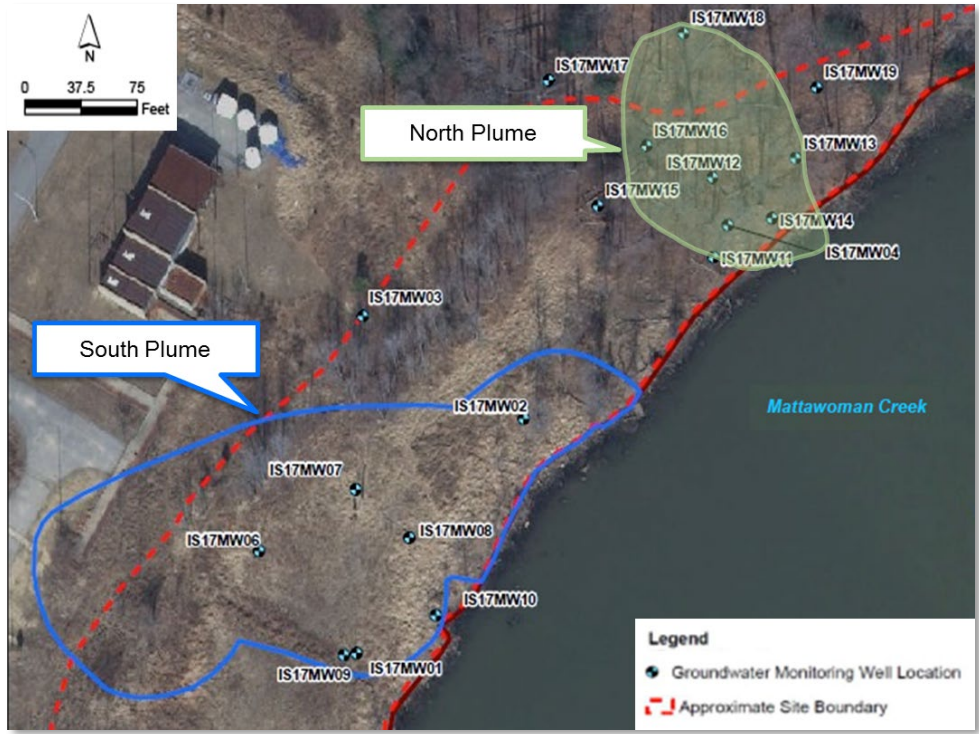 N
0 37.5 75
Feet
IS17MW18
IS17MW17
IS17MW19
North Plume
IS17MW16
IS17MW13
IS17MW12
IS17MW15
IS17MW14
IS17MW04
IS17MW11
IS17MW03
South Plume
IS17MW02
Mattawoman Creek
IS17MW07
IS17MW08
IS17MW06
IS17MW10
IS17MW01
IS17MW09
Legend
Groundwater Monitoring Well Location
Approximate Site Boundary